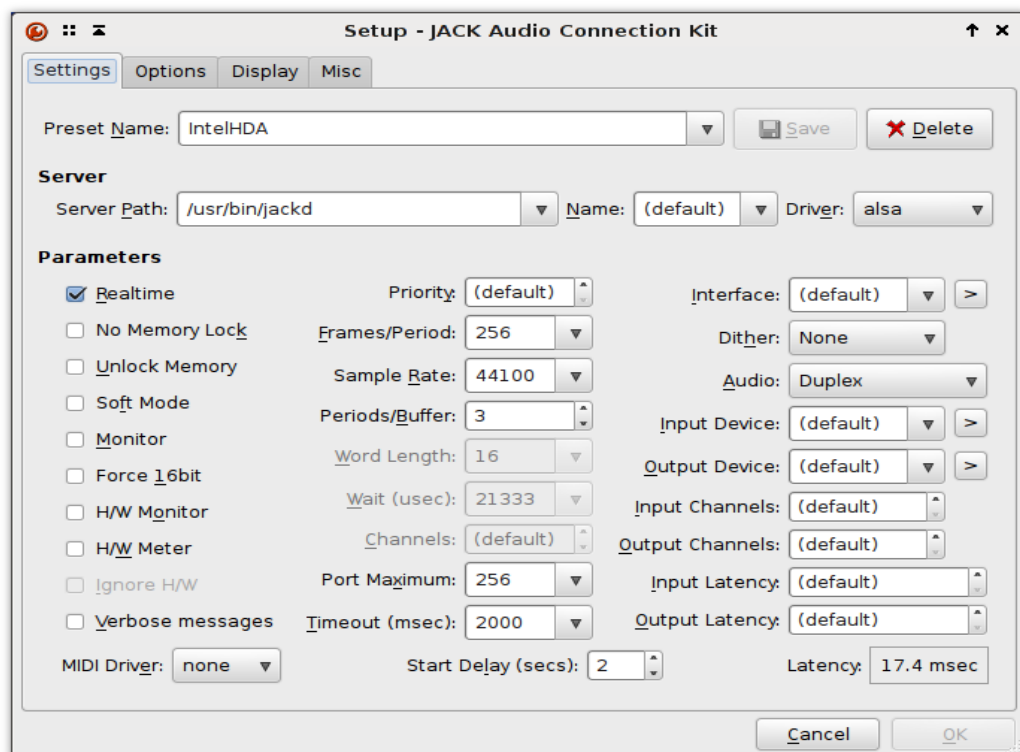 Setup - JACK Audio Connection Kit
Settings Options Display Misc
Preset Name: IntelHDA Save Delete
Server
Server Path: /usr/bin/jackd Name: (default) Driver: alsa
Parameters
Realtime Priority: (default) Interface: (default) >
No Memory Lock Frames/Period: 256 Dither: None
Unlock Memory Sample Rate: 44100 Audio: Duplex
Soft Mode Periods/Buffer: 3 Input Device: (default) >
Monitor Word Length: 16 Output Device: (default) >
Force 16bit Wait (usec): 21333 Input Channels: (default)
H/W Monitor Channels: (default) Output Channels: (default)
H/W Meter Port Maximum: 256 Input Latency: (default)
Ignore H/W
Verbose messages Timeout (msec): 2000 Output Latency: (default)
MIDI Driver: none Start Delay (secs): 2 Latency: 17.4 msec
Cancel OK